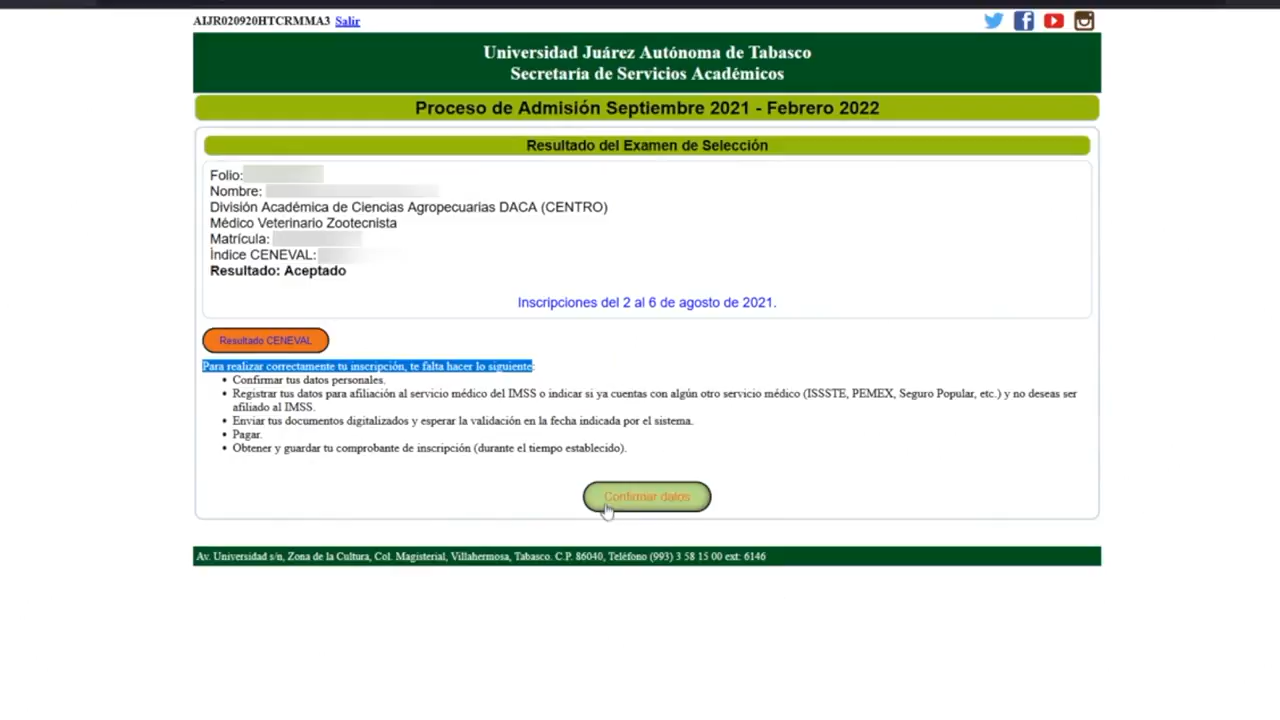 AIJR020920HTCRMMA3 Salir
Universidad Juárez Autónoma de Tabasco
Secretaría de Servicios Académicos
Proceso de Admisión Septiembre 2021 - Febrero 2022
Resultado del Examen de Selección
Folio:
Nombre:
División Académica de Ciencias Agropecuarias DACA (CENTRO)
Médico Veterinario Zootecnista
Matrícula:
Índice CENEVAL:
Resultado: Aceptado
Inscripciones del 2 al 6 de agosto de 2021.
Resultado CENEVAL
Para realizar correctamente tu inscripción, te falta hacer lo siguiente:
• Confirmar tus datos personales.
• Registrar tus datos para afiliación al servicio médico del IMSS o indicar si ya cuentas con algún otro servicio médico (ISSSTE, PEMEX, Seguro Popular, etc.) y no deseas ser
afiliado al IMSS.
• Enviar tus documentos digitalizados y esperar la validación en la fecha indicada por el sistema.
• Pagar.
• Obtener y guardar tu comprobante de inscripción (durante el tiempo establecido).
Confirmar datos
Av. Universidad s/n, Zona de la Cultura, Col. Magisterial, Villahermosa, Tabasco. C.P. 86040, Teléfono (993) 3 58 15 00 ext: 6146